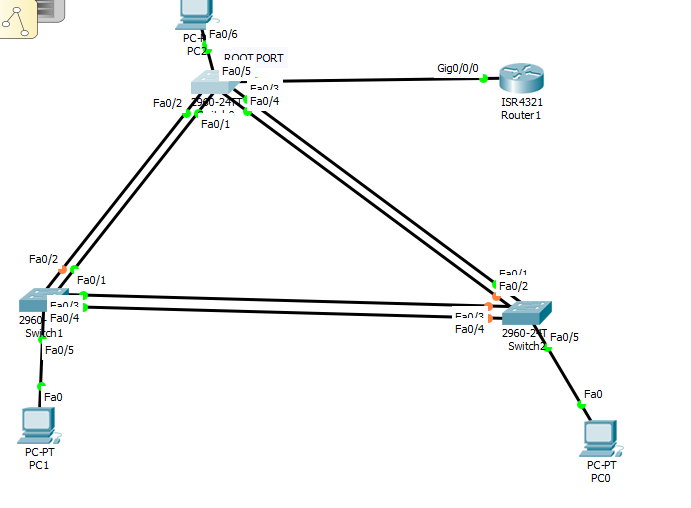 Fa0/6
PC2
ROOT PORT
Fa0/5
Gig0/0/0
Fa0/3
Fa0/2
Fa0/4
2960-24TT
ISR4321
Router1
Fa0/1
Fa0/2
Fa0/1
Fa0/1
Fa0/2
Fa0/3
Fa0/4
2960-
Switch1
Fa0/3
Fa0/4
2960-24T
Switch2
Fa0/5
Fa0/5
Fa0
Fa0
PC-PT
PC1
PC-PT
PC0